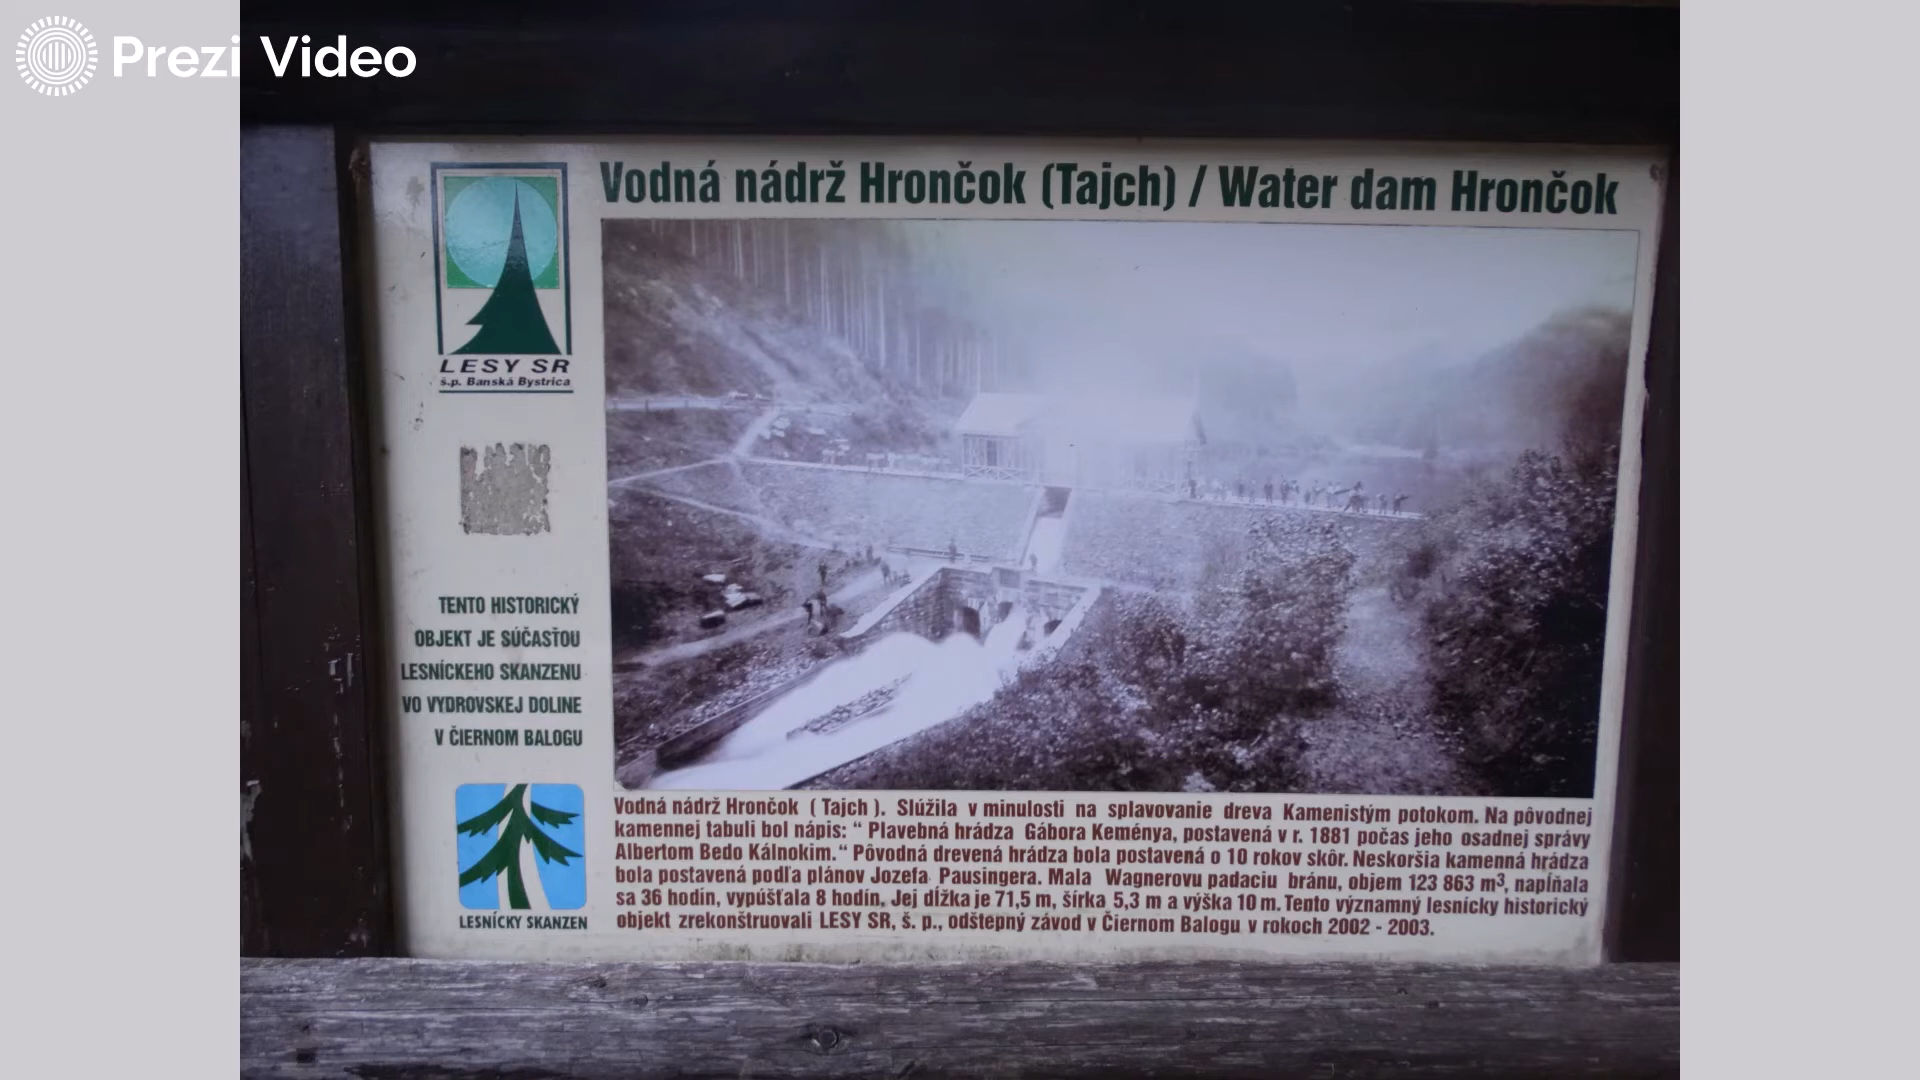 Prezi Video
Vodná nádrž Hrončok (Tajch) / Water dam Hrončok
LESY SR
š.p. Banská Bystrica
TENTO HISTORICKÝ
OBJEKT JE SÚČASŤOU
LESNÍCKEHO SKANZENU
VO VYDROVSKEJ DOLINE
V ČIERNOM BALOGU
LESNÍCKY SKANZEN
Vodná nádrž Hrončok ( Tajch ). Slúžila v minulosti na splavovanie dreva Kamenistým potokom. Na pôvodnej
kamennej tabuli bol nápis: “ Plavebná hrádza Gábora Keménya, postavená v r. 1881 počas jeho osadnej správy
Albertom Bedo Kálnokim.“ Pôvodná drevená hrádza bola postavená o 10 rokov skôr. Neskoršia kamenná hrádza
bola postavená podľa plánov Jozefa Pausingera. Mala Wagnerovu padaciu bránu, objem 123 863 m³, napĺňala
sa 36 hodín, vypúšťala 8 hodín. Jej dĺžka je 71,5 m, šírka 5,3 m a výška 10 m. Tento významný lesnícky historický
objekt zrekonštruovali LESY SR, š. p., odštepný závod v Čiernom Balogu v rokoch 2002 - 2003.